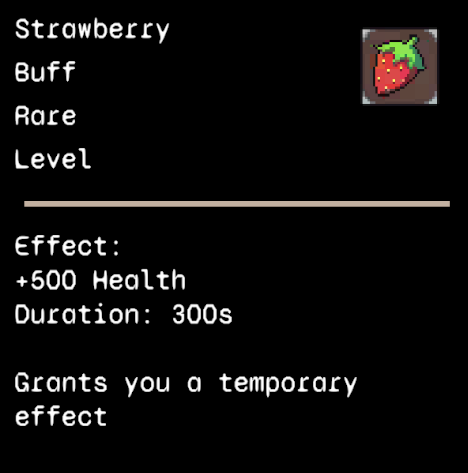 Strawberry
Buff
Rare
Level
Effect:
+500 Health
Duration: 300s
Grants you a temporary
effect